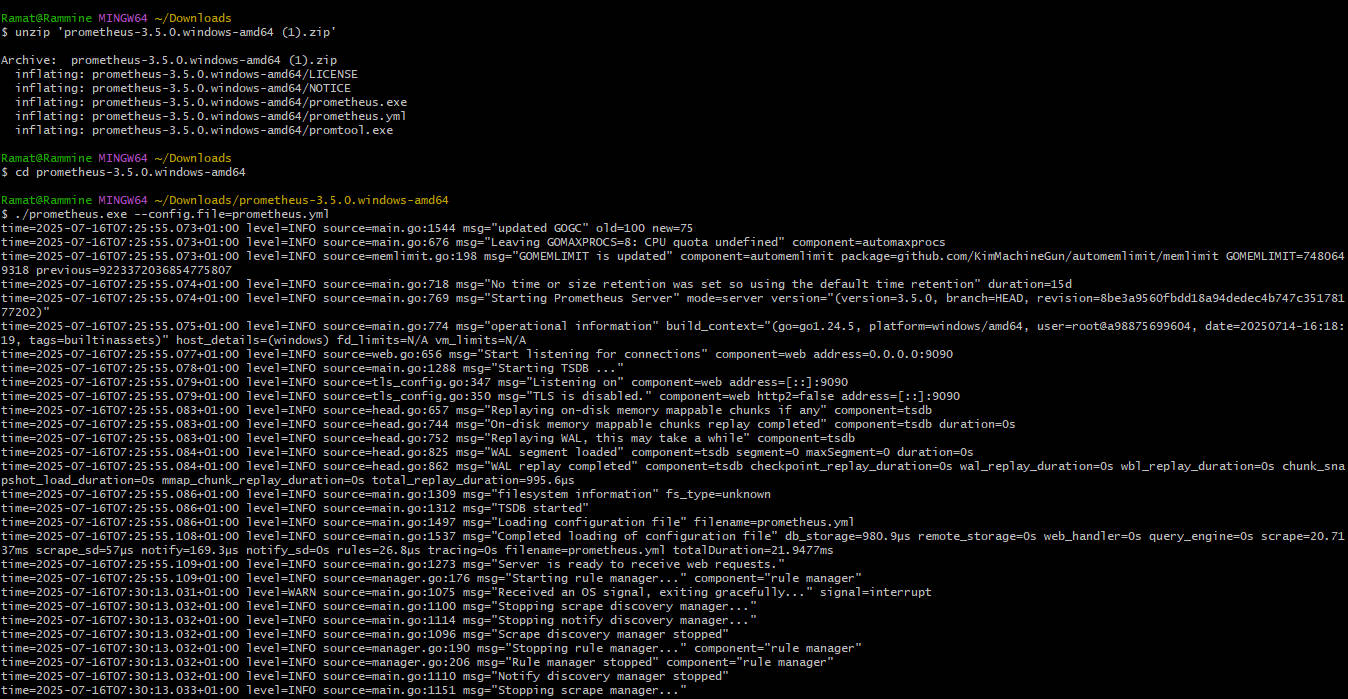 Ramat@Rammine MINGW64 ~/Downloads
$ unzip 'prometheus-3.5.0.windows-amd64 (1).zip'
Archive:  prometheus-3.5.0.windows-amd64 (1).zip
  inflating: prometheus-3.5.0.windows-amd64/LICENSE
  inflating: prometheus-3.5.0.windows-amd64/NOTICE
  inflating: prometheus-3.5.0.windows-amd64/prometheus.exe
  inflating: prometheus-3.5.0.windows-amd64/prometheus.yml
  inflating: prometheus-3.5.0.windows-amd64/promtool.exe
Ramat@Rammine MINGW64 ~/Downloads
$ cd prometheus-3.5.0.windows-amd64
Ramat@Rammine MINGW64 ~/Downloads/prometheus-3.5.0.windows-amd64
$ ./prometheus.exe --config.file=prometheus.yml
time=2025-07-16T07:25:55.073+01:00 level=INFO source=main.go:1544 msg="updated GOGC" old=100 new=75
time=2025-07-16T07:25:55.073+01:00 level=INFO source=main.go:676 msg="Leaving GOMAXPROCS=8: CPU quota undefined" component=automaxprocs
time=2025-07-16T07:25:55.073+01:00 level=INFO source=memlimit.go:198 msg="GOMEMLIMIT is updated" component=automemlimit package=github.com/KimMachineGun/automemlimit/memlimit GOMEMLIMIT=748064
9318 previous=9223372036854775807
time=2025-07-16T07:25:55.074+01:00 level=INFO source=main.go:718 msg="No time or size retention was set so using the default time retention" duration=15d
time=2025-07-16T07:25:55.074+01:00 level=INFO source=main.go:769 msg="Starting Prometheus Server" mode=server version="(version=3.5.0, branch=HEAD, revision=8be3a9560fbdd18a94dedec4b747c351781
77202)"
time=2025-07-16T07:25:55.075+01:00 level=INFO source=main.go:774 msg="operational information" build_context="(go=go1.24.5, platform=windows/amd64, user=root@a98875699604, date=20250714-16:18:
19, tags=builtinassets)" host_details=(windows) fd_limits=N/A vm_limits=N/A
time=2025-07-16T07:25:55.077+01:00 level=INFO source=web.go:656 msg="Start listening for connections" component=web address=0.0.0.0:9090
time=2025-07-16T07:25:55.078+01:00 level=INFO source=main.go:1288 msg="Starting TSDB ..."
time=2025-07-16T07:25:55.079+01:00 level=INFO source=tls_config.go:347 msg="Listening on" component=web address=[::]:9090
time=2025-07-16T07:25:55.079+01:00 level=INFO source=tls_config.go:350 msg="TLS is disabled." component=web http2=false address=[::]:9090
time=2025-07-16T07:25:55.083+01:00 level=INFO source=head.go:657 msg="Replaying on-disk memory mappable chunks if any" component=tsdb
time=2025-07-16T07:25:55.083+01:00 level=INFO source=head.go:744 msg="On-disk memory mappable chunks replay completed" component=tsdb duration=0s
time=2025-07-16T07:25:55.083+01:00 level=INFO source=head.go:752 msg="Replaying WAL, this may take a while" component=tsdb
time=2025-07-16T07:25:55.084+01:00 level=INFO source=head.go:825 msg="WAL segment loaded" component=tsdb segment=0 maxSegment=0 duration=0s
time=2025-07-16T07:25:55.084+01:00 level=INFO source=head.go:862 msg="WAL replay completed" component=tsdb checkpoint_replay_duration=0s wal_replay_duration=0s wbl_replay_duration=0s chunk_sna
pshot_load_duration=0s mmap_chunk_replay_duration=0s total_replay_duration=995.6µs
time=2025-07-16T07:25:55.086+01:00 level=INFO source=main.go:1309 msg="filesystem information" fs_type=unknown
time=2025-07-16T07:25:55.086+01:00 level=INFO source=main.go:1312 msg="TSDB started"
time=2025-07-16T07:25:55.086+01:00 level=INFO source=main.go:1497 msg="Loading configuration file" filename=prometheus.yml
time=2025-07-16T07:25:55.108+01:00 level=INFO source=main.go:1537 msg="Completed loading of configuration file" db_storage=980.9µs remote_storage=0s web_handler=0s query_engine=0s scrape=20.71
37ms scrape_sd=57µs notify=169.3µs notify_sd=0s rules=26.8µs tracing=0s filename=prometheus.yml totalDuration=21.9477ms
time=2025-07-16T07:25:55.109+01:00 level=INFO source=main.go:1273 msg="Server is ready to receive web requests."
time=2025-07-16T07:25:55.109+01:00 level=INFO source=manager.go:176 msg="Starting rule manager..." component="rule manager"
time=2025-07-16T07:30:13.031+01:00 level=WARN source=main.go:1075 msg="Received an OS signal, exiting gracefully..." signal=interrupt
time=2025-07-16T07:30:13.032+01:00 level=INFO source=main.go:1100 msg="Stopping scrape discovery manager..."
time=2025-07-16T07:30:13.032+01:00 level=INFO source=main.go:1114 msg="Stopping notify discovery manager..."
time=2025-07-16T07:30:13.032+01:00 level=INFO source=main.go:1096 msg="Scrape discovery manager stopped"
time=2025-07-16T07:30:13.032+01:00 level=INFO source=manager.go:190 msg="Stopping rule manager..." component="rule manager"
time=2025-07-16T07:30:13.032+01:00 level=INFO source=manager.go:206 msg="Rule manager stopped" component="rule manager"
time=2025-07-16T07:30:13.032+01:00 level=INFO source=main.go:1110 msg="Notify discovery manager stopped"
time=2025-07-16T07:30:13.033+01:00 level=INFO source=main.go:1151 msg="Stopping scrape manager..."